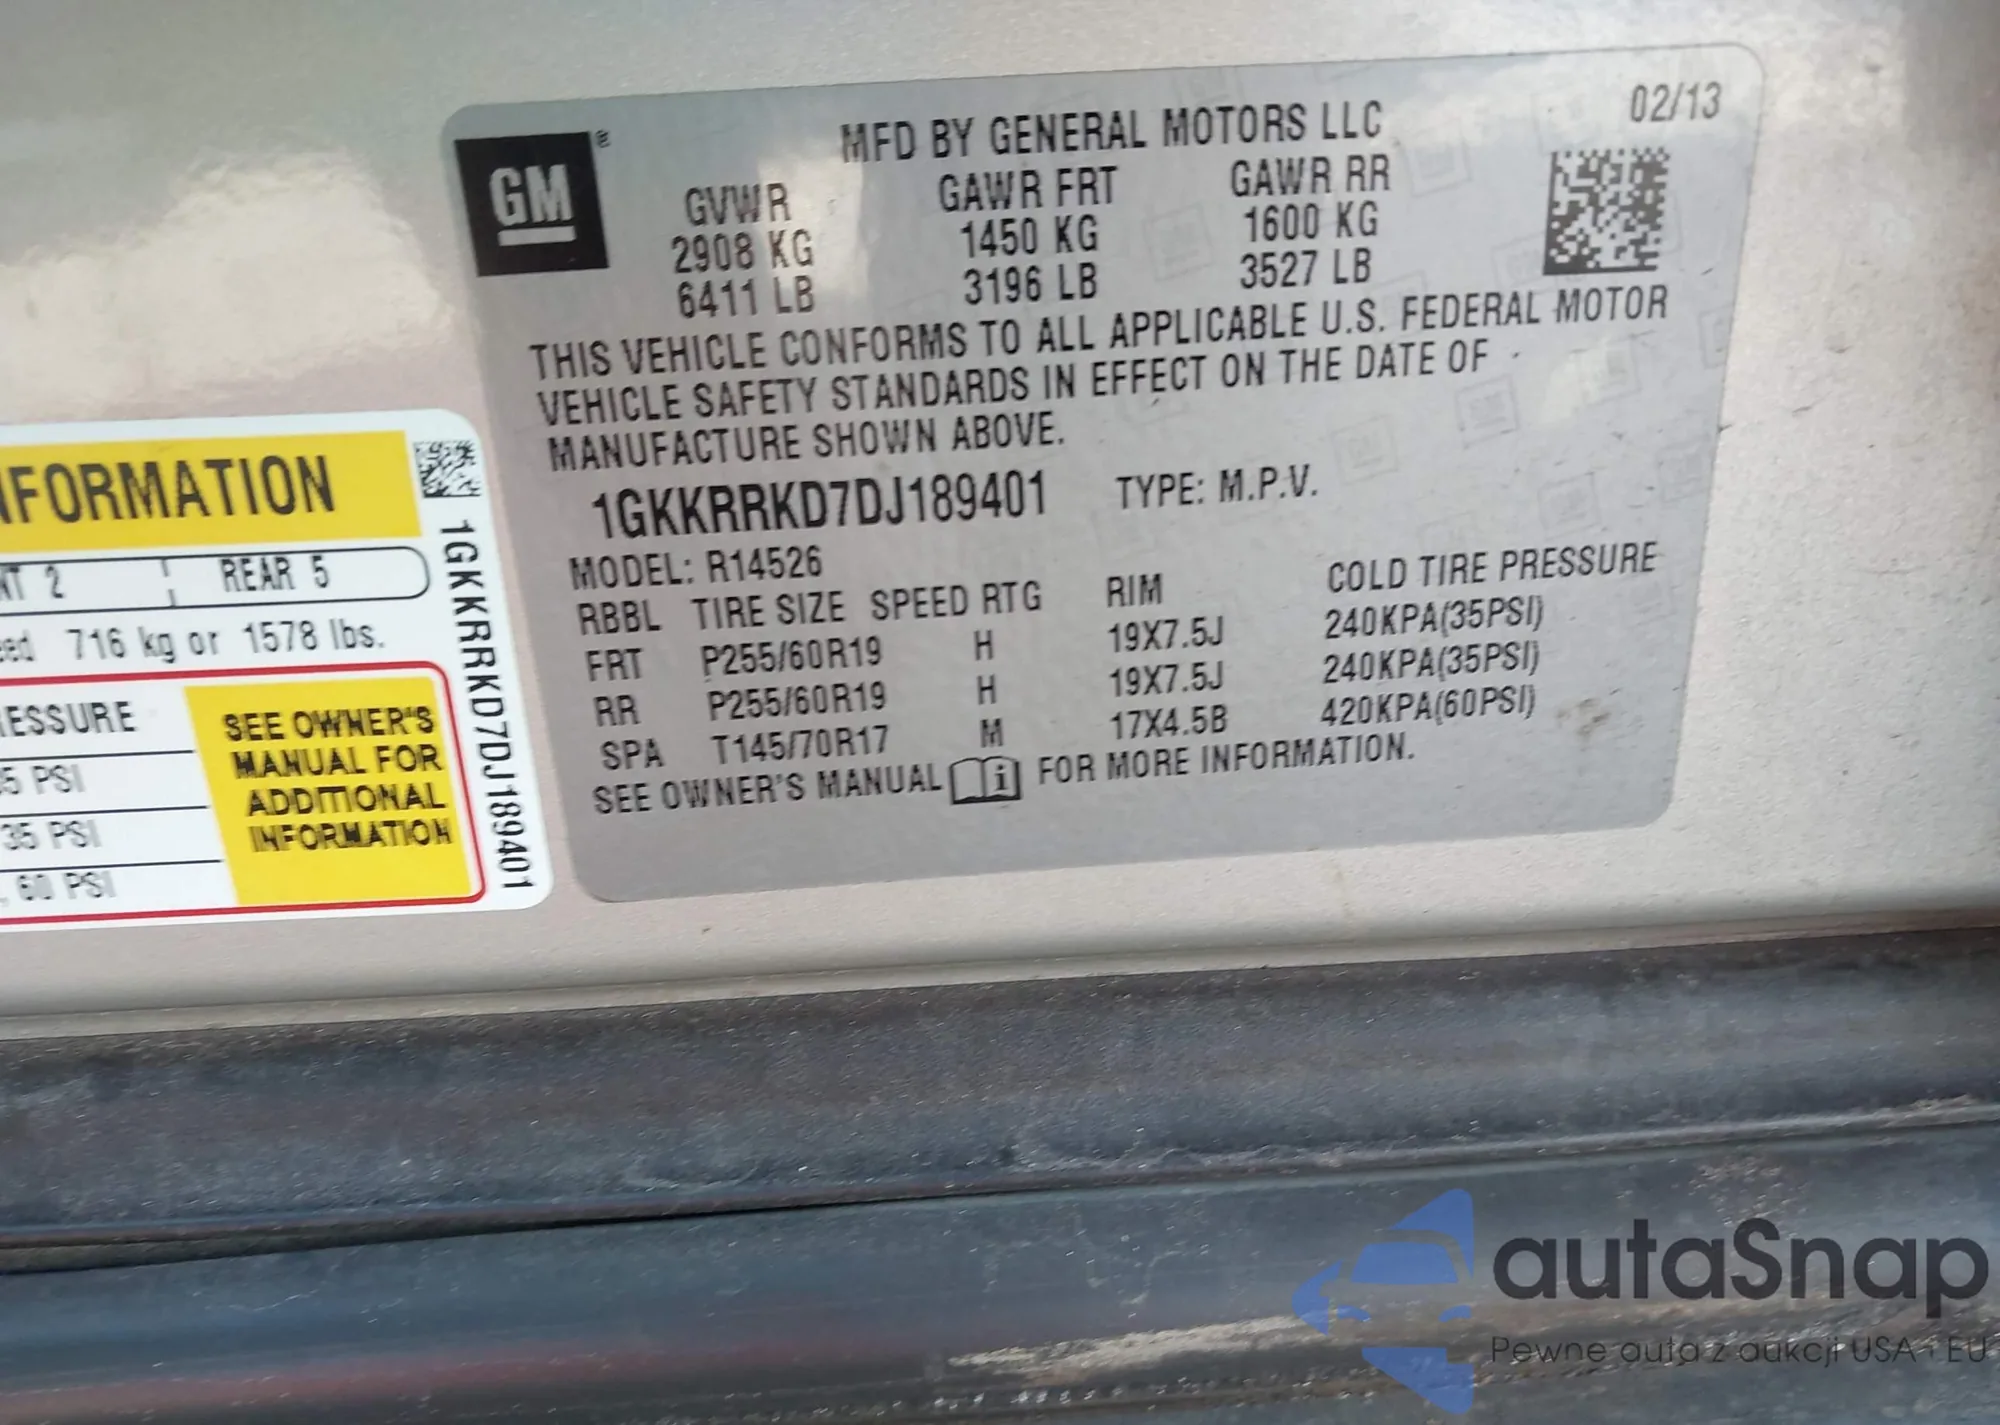 GM®
MFD BY GENERAL MOTORS LLC
02/13
GVWR GAWR FRT GAWR RR
2908 KG 1450 KG 1600 KG
6411 LB 3196 LB 3527 LB
THIS VEHICLE CONFORMS TO ALL APPLICABLE U.S. FEDERAL MOTOR
VEHICLE SAFETY STANDARDS IN EFFECT ON THE DATE OF
MANUFACTURE SHOWN ABOVE.
1GKKRRKD7DJ189401 TYPE: M.P.V.
MODEL: R14526
RBBL TIRE SIZE SPEED RTG RIM COLD TIRE PRESSURE
FRT P255/60R19 H 19X7.5J 240KPA(35PSI)
RR P255/60R19 H 19X7.5J 240KPA(35PSI)
SPA T145/70R17 M 17X4.5B 420KPA(60PSI)
SEE OWNER'S MANUAL i FOR MORE INFORMATION.
NFORMATION
NT 2 REAR 5
eed 716 kg or 1578 lbs.
ESSURE
5 PSI
35 PSI
, 60 PSI
SEE OWNER'S
MANUAL FOR
ADDITIONAL
INFORMATION
1GKKRRKD7DJ189401
autaSnap
Pewne auta z aukcji USA i EU